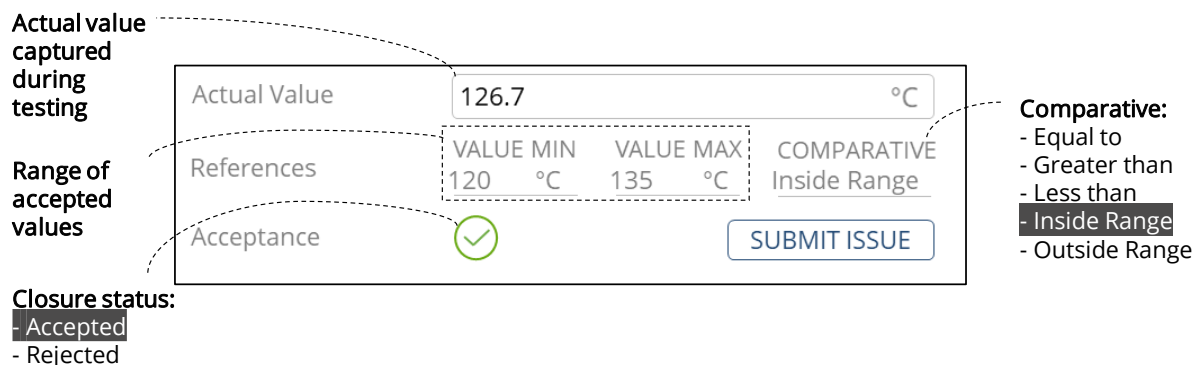 Actual value
captured
during
testing
Range of
accepted
values
Closure status:
- Accepted
- Rejected
Actual Value
126.7 °C
References
VALUE MIN VALUE MAX COMPARATIVE
120 °C 135 °C Inside Range
Acceptance
SUBMIT ISSUE
Comparative:
- Equal to
- Greater than
- Less than
- Inside Range
- Outside Range